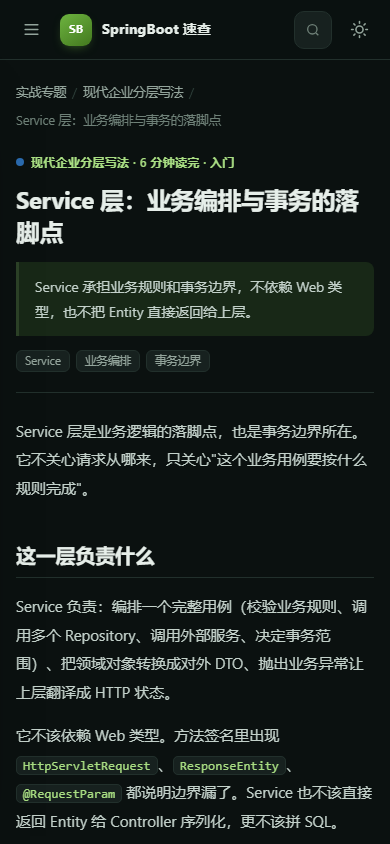 SB SpringBoot 速查
实战专题 / 现代企业分层写法 /
Service 层：业务编排与事务的落脚点
现代企业分层写法 · 6 分钟读完 · 入门
Service 层：业务编排与事务的落
脚点
Service 承担业务规则和事务边界，不依赖 Web 类
型，也不把 Entity 直接返回给上层。
Service 业务编排 事务边界
Service 层是业务逻辑的落脚点，也是事务边界所在。
它不关心请求从哪来，只关心"这个业务用例要按什么
规则完成"。
这一层负责什么
Service 负责：编排一个完整用例（校验业务规则、调
用多个 Repository、调用外部服务、决定事务范
围）、把领域对象转换成对外 DTO、抛出业务异常让
上层翻译成 HTTP 状态。
它不该依赖 Web 类型。方法签名里出现
HttpServletRequest、ResponseEntity、
@RequestParam 都说明边界漏了。Service 也不该直接
返回 Entity 给 Controller 序列化，更不该拼 SQL。